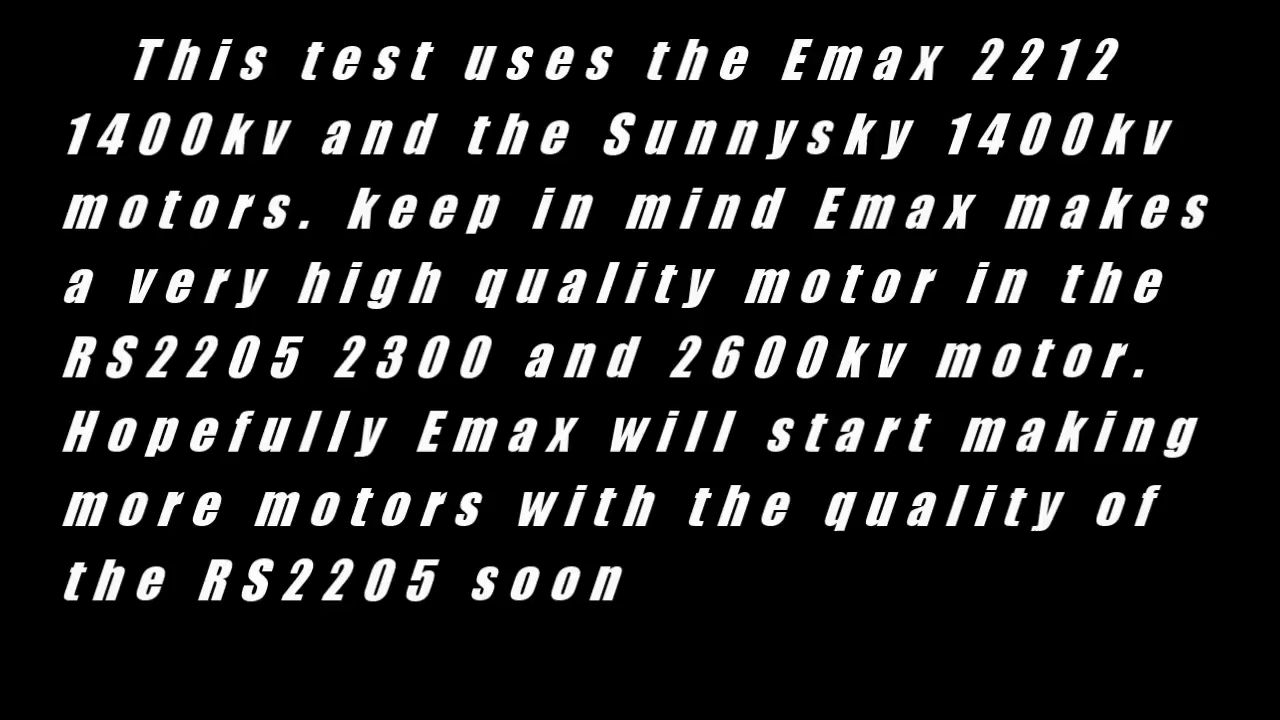 This test uses the Emax 2212
1400kv and the Sunnysky 1400kv
motors. keep in mind Emax makes
a very high quality motor in the
RS2205 2300 and 2600kv motor.
Hopefully Emax will start making
more motors with the quality of
the RS2205 soon